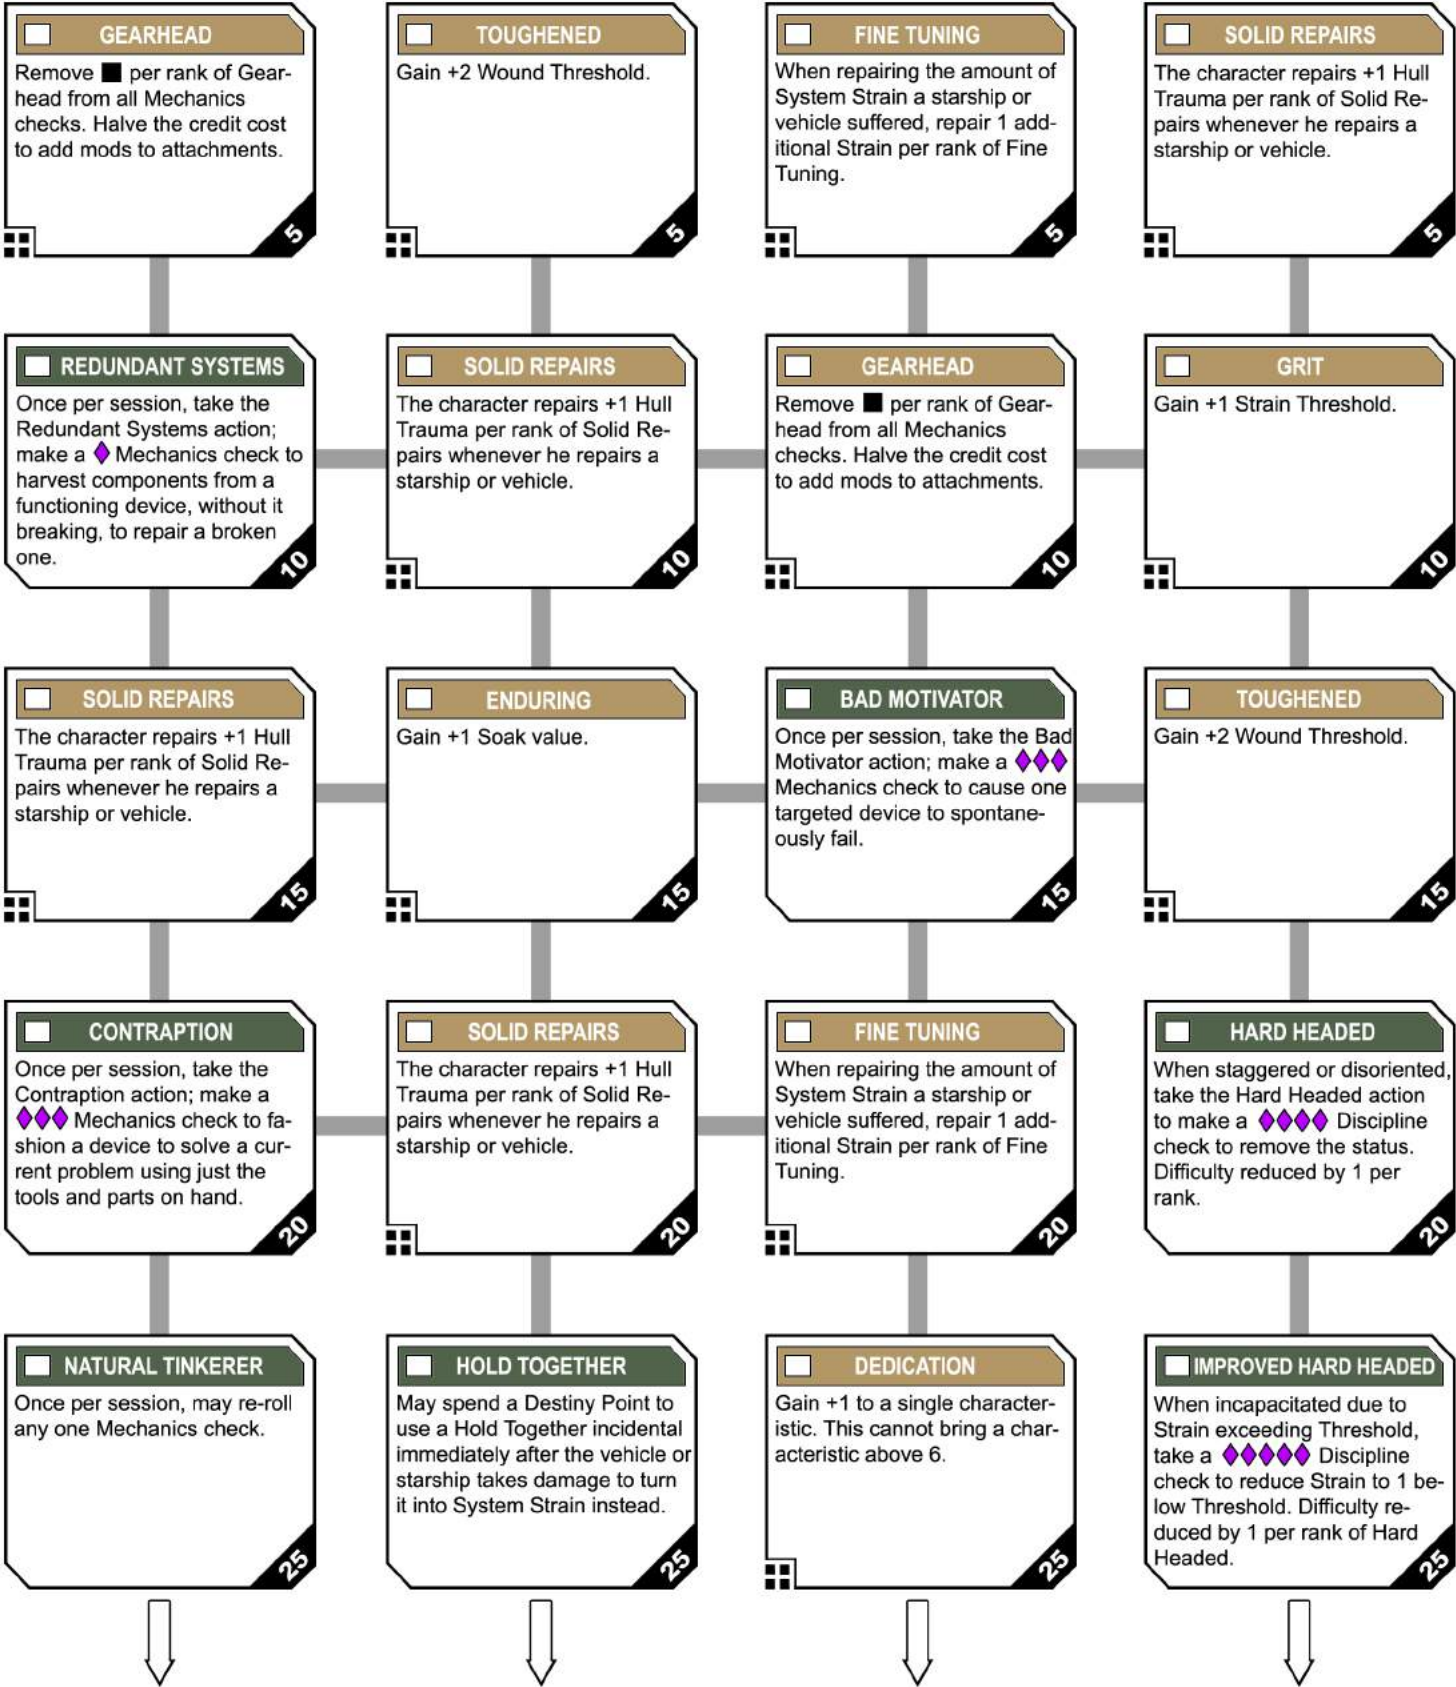 GEARHEAD
Remove ■ per rank of Gear-
head from all Mechanics
checks. Halve the credit cost
to add mods to attachments.
5
TOUGHENED
Gain +2 Wound Threshold.
5
FINE TUNING
When repairing the amount of
System Strain a starship or
vehicle suffered, repair 1 add-
itional Strain per rank of Fine
Tuning.
5
SOLID REPAIRS
The character repairs +1 Hull
Trauma per rank of Solid Re-
pairs whenever he repairs a
starship or vehicle.
5
REDUNDANT SYSTEMS
Once per session, take the
Redundant Systems action;
make a ♦ Mechanics check to
harvest components from a
functioning device, without it
breaking, to repair a broken
one.
10
SOLID REPAIRS
The character repairs +1 Hull
Trauma per rank of Solid Re-
pairs whenever he repairs a
starship or vehicle.
10
GEARHEAD
Remove ■ per rank of Gear-
head from all Mechanics
checks. Halve the credit cost
to add mods to attachments.
10
GRIT
Gain +1 Strain Threshold.
10
SOLID REPAIRS
The character repairs +1 Hull
Trauma per rank of Solid Re-
pairs whenever he repairs a
starship or vehicle.
15
ENDURING
Gain +1 Soak value.
15
BAD MOTIVATOR
Once per session, take the Bad
Motivator action; make a ♦♦♦
Mechanics check to cause one
targeted device to spontane-
ously fail.
15
TOUGHENED
Gain +2 Wound Threshold.
15
CONTRAPTION
Once per session, take the
Contraption action; make a
♦♦♦ Mechanics check to fa-
shion a device to solve a cur-
rent problem using just the
tools and parts on hand.
20
SOLID REPAIRS
The character repairs +1 Hull
Trauma per rank of Solid Re-
pairs whenever he repairs a
starship or vehicle.
20
FINE TUNING
When repairing the amount of
System Strain a starship or
vehicle suffered, repair 1 add-
itional Strain per rank of Fine
Tuning.
20
HARD HEADED
When staggered or disoriented,
take the Hard Headed action
to make a ♦♦♦♦ Discipline
check to remove the status.
Difficulty reduced by 1 per
rank.
20
NATURAL TINKERER
Once per session, may re-roll
any one Mechanics check.
25
HOLD TOGETHER
May spend a Destiny Point to
use a Hold Together incidental
immediately after the vehicle or
starship takes damage to turn
it into System Strain instead.
25
DEDICATION
Gain +1 to a single character-
istic. This cannot bring a char-
acteristic above 6.
25
IMPROVED HARD HEADED
When incapacitated due to
Strain exceeding Threshold,
take a ♦♦♦♦♦ Discipline
check to reduce Strain to 1 be-
low Threshold. Difficulty re-
duced by 1 per rank of Hard
Headed.
25